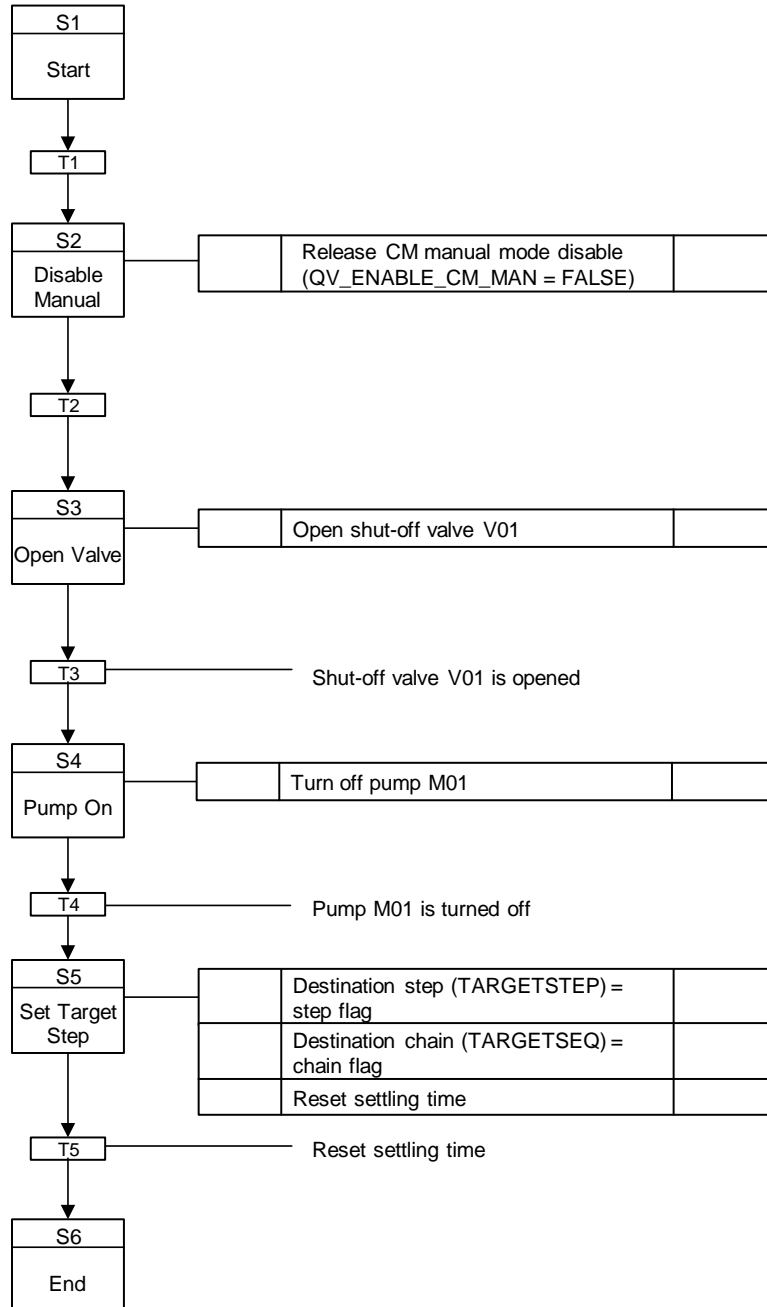 S1
Start
T1
S2
Disable
Manual
Release CM manual mode disable
(QV_ENABLE_CM_MAN = FALSE)
T2
S3
Open Valve
Open shut-off valve V01
T3
Shut-off valve V01 is opened
S4
Pump On
Turn off pump M01
T4
Pump M01 is turned off
S5
Set Target
Step
Destination step (TARGETSTEP) =
step flag
Destination chain (TARGETSEQ) =
chain flag
Reset settling time
T5
Reset settling time
S6
End